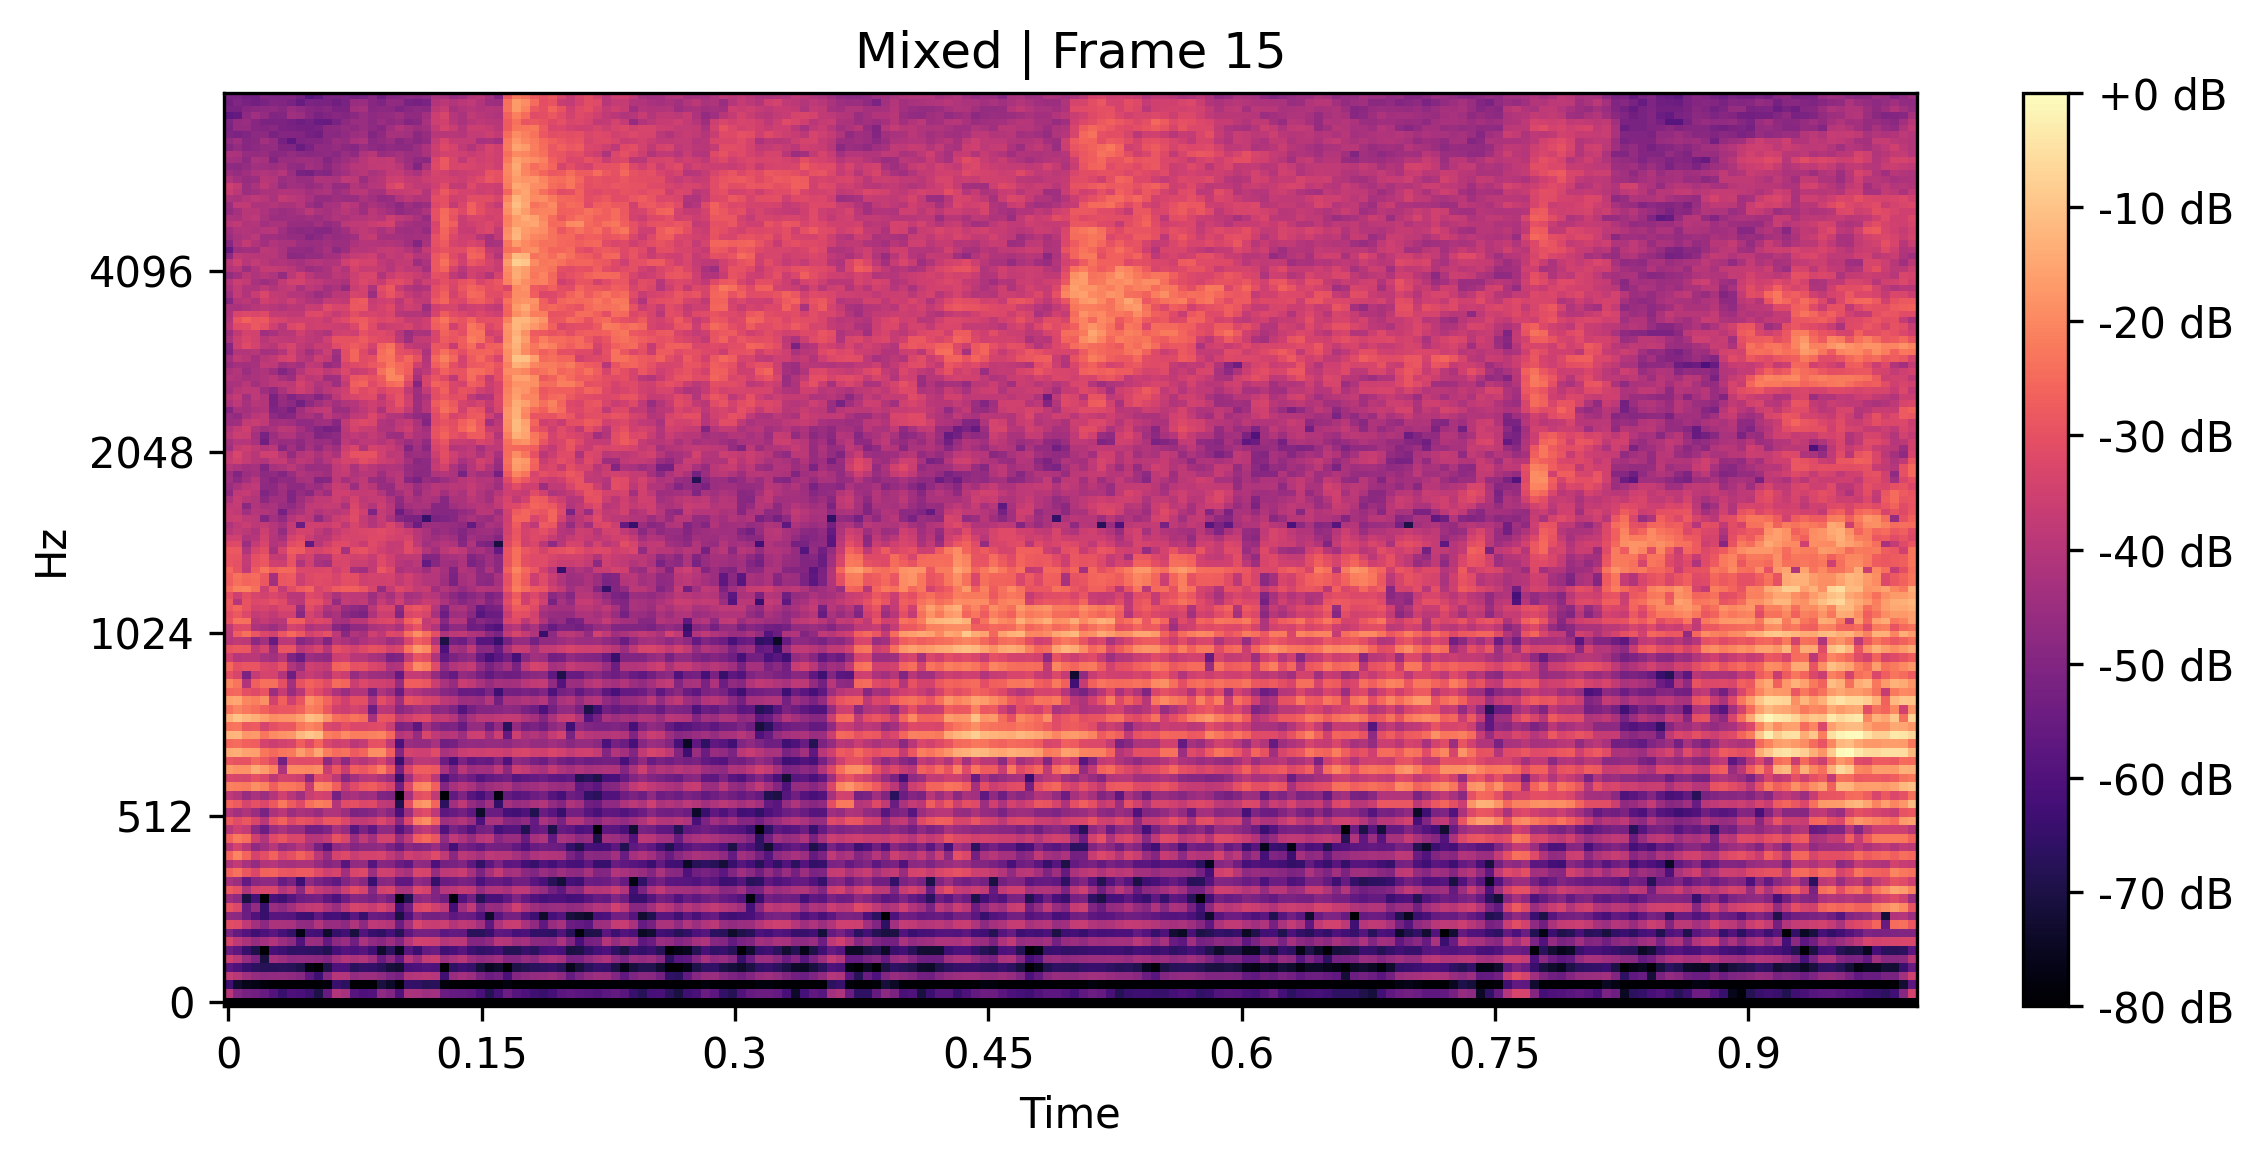 Mixed | Frame 15
Hz
4096
2048
1024
512
0
0 0.15 0.3 0.45 0.6 0.75 0.9
Time
+0 dB
-10 dB
-20 dB
-30 dB
-40 dB
-50 dB
-60 dB
-70 dB
-80 dB